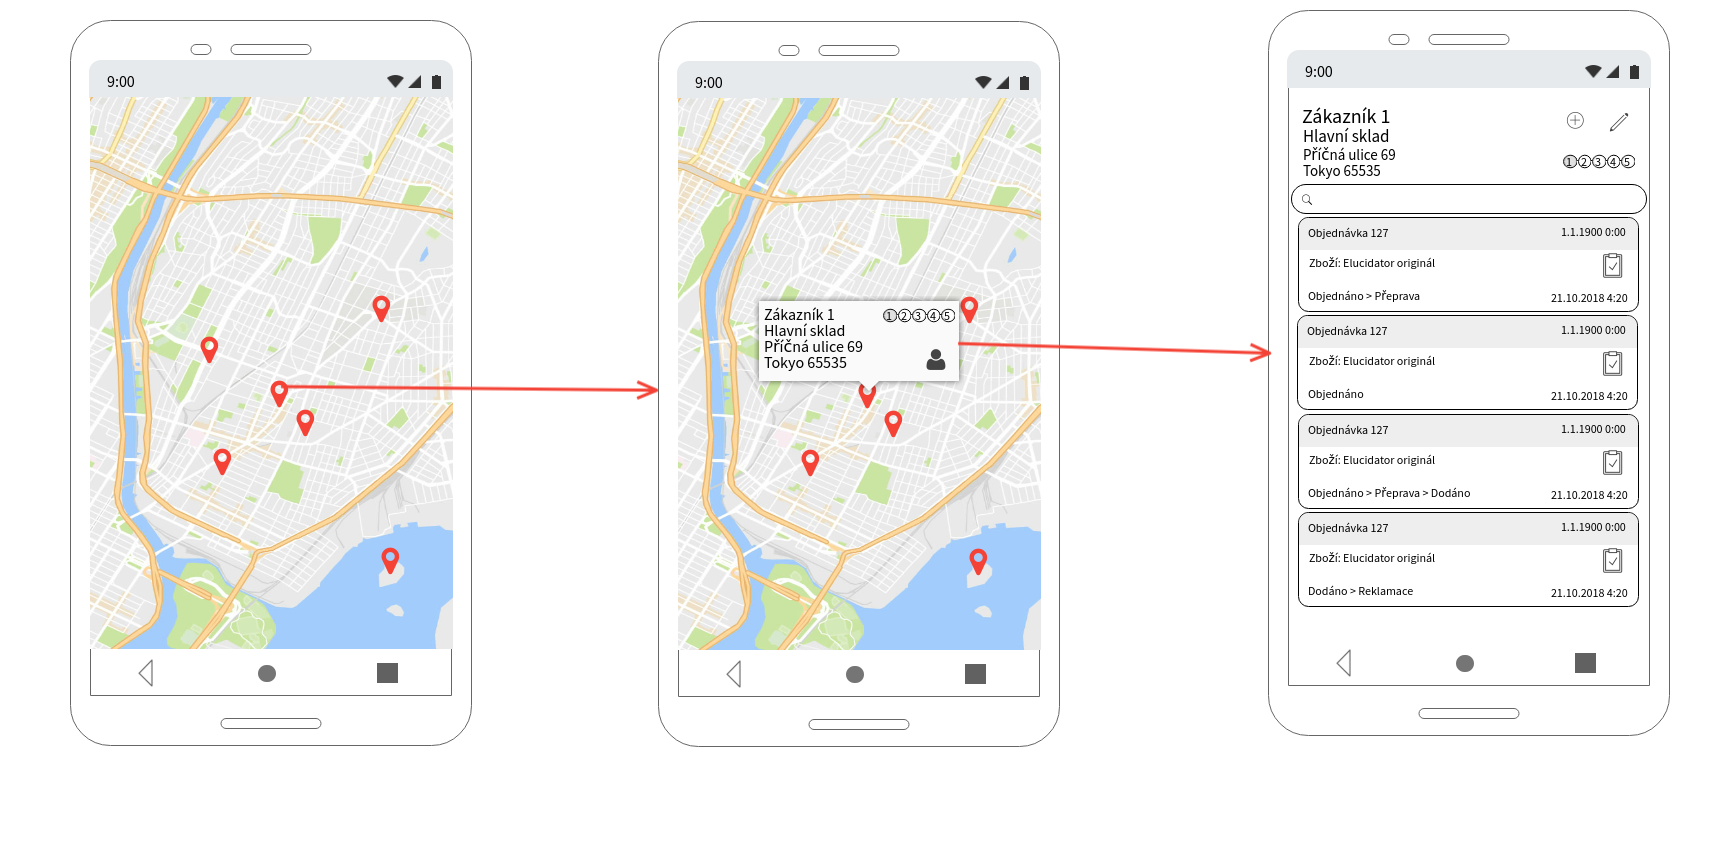 9:00
9:00
Zákazník 1
①②③④⑤
Hlavní sklad
Příčná ulice 69
Tokyo 65535
9:00
Zákazník 1
Hlavní sklad
Příčná ulice 69
①②③④⑤
Tokyo 65535
Objednávka 127 1.1.1900 0:00
Zboží: Elucidator originál
Objednáno > Přeprava 21.10.2018 4:20
Objednávka 127 1.1.1900 0:00
Zboží: Elucidator originál
Objednáno 21.10.2018 4:20
Objednávka 127 1.1.1900 0:00
Zboží: Elucidator originál
Objednáno > Přeprava > Dodáno 21.10.2018 4:20
Objednávka 127 1.1.1900 0:00
Zboží: Elucidator originál
Dodáno > Reklamace 21.10.2018 4:20